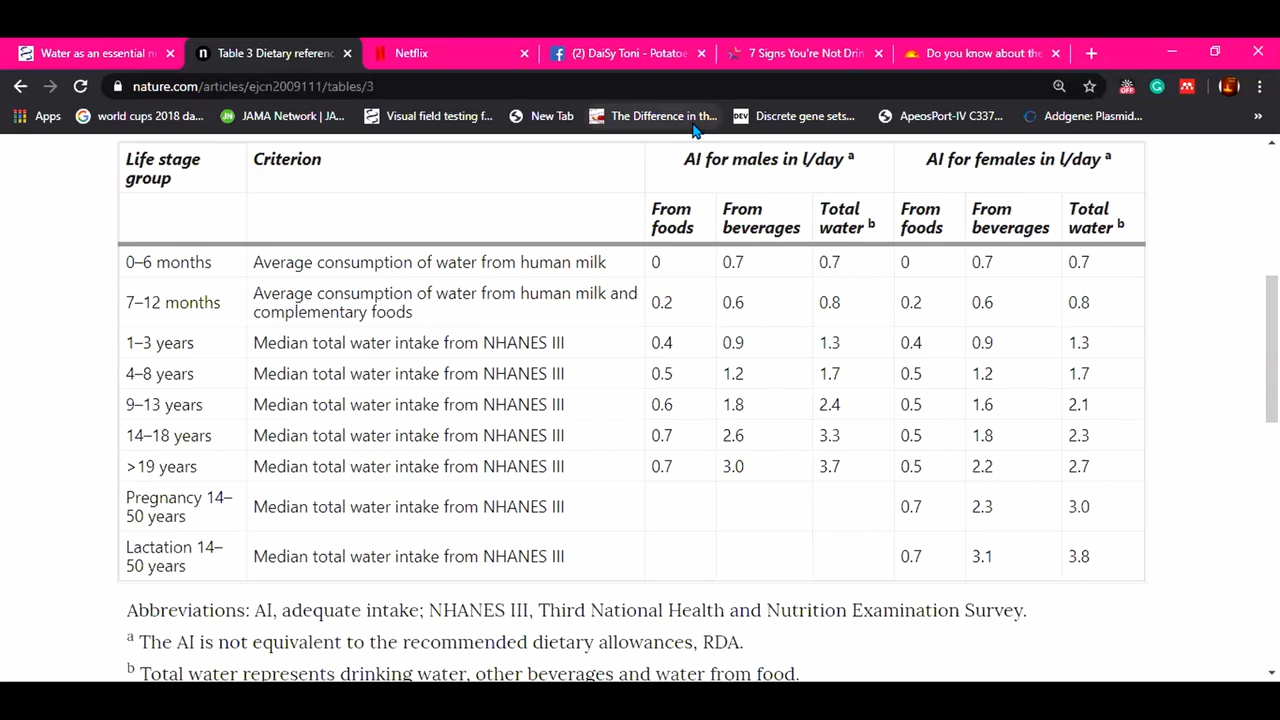 Water as an essential n
Table 3 Dietary referenc
Netflix
(2) DaiSy Toni - Potatoe
7 Signs You're Not Drin
Do you know about the
nature.com/articles/ejcn2009111/tables/3
OFF
Apps
world cups 2018 da...
JN
JAMA Network | JA...
Visual field testing f...
New Tab
The Difference in th...
DEV
Discrete gene sets...
ApeosPort-IV C337...
Addgene: Plasmid...
»
Life stage group Criterion AI for males in l/day a AI for females in l/day a
From foods From beverages Total water b From foods From beverages Total water b
0–6 months Average consumption of water from human milk 0 0.7 0.7 0 0.7 0.7
7–12 months Average consumption of water from human milk and complementary foods 0.2 0.6 0.8 0.2 0.6 0.8
1–3 years Median total water intake from NHANES III 0.4 0.9 1.3 0.4 0.9 1.3
4–8 years Median total water intake from NHANES III 0.5 1.2 1.7 0.5 1.2 1.7
9–13 years Median total water intake from NHANES III 0.6 1.8 2.4 0.5 1.6 2.1
14–18 years Median total water intake from NHANES III 0.7 2.6 3.3 0.5 1.8 2.3
>19 years Median total water intake from NHANES III 0.7 3.0 3.7 0.5 2.2 2.7
Pregnancy 14–50 years Median total water intake from NHANES III 0.7 2.3 3.0
Lactation 14–50 years Median total water intake from NHANES III 0.7 3.1 3.8
Abbreviations: AI, adequate intake; NHANES III, Third National Health and Nutrition Examination Survey.
a The AI is not equivalent to the recommended dietary allowances, RDA.
b Total water represents drinking water, other beverages and water from food.